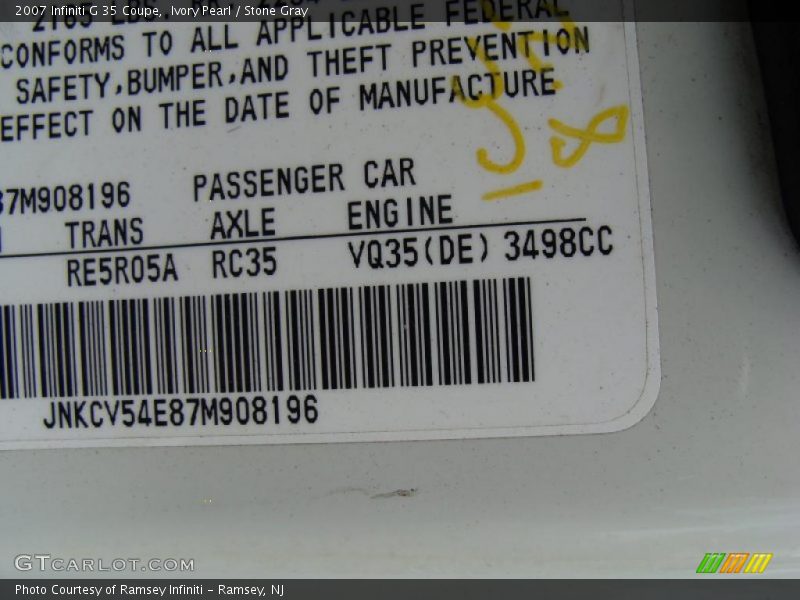 2007 Infiniti G 35 Coupe, Ivory Pearl / Stone Gray
APPLICABLE FEDERAL
CONFORMS TO ALL
SAFETY,BUMPER,AND THEFT PREVENTION
EFFECT ON THE DATE OF MANUFACTURE
87M908196 PASSENGER CAR
TRANS AXLE ENGINE
RE5R05A RC35 VQ35(DE) 3498CC
JNKCV54E87M908196
GTCARLOT.COM
Photo Courtesy of Ramsey Infiniti - Ramsey, NJ